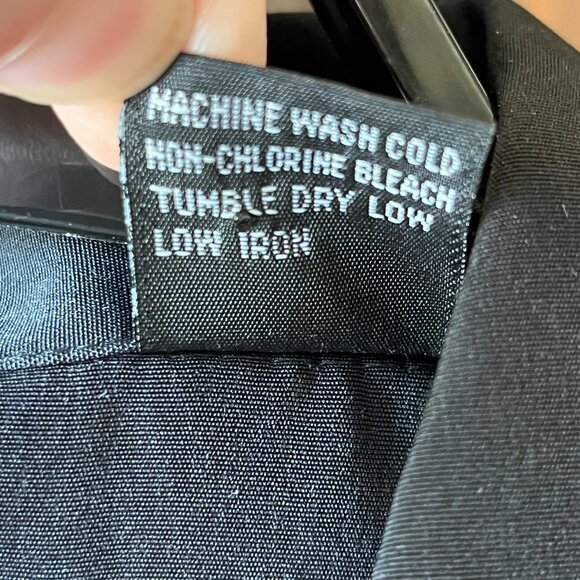 MACHINE WASH COLD
NON-CHLORINE BLEACH
TUMBLE DRY LOW
LOW IRON